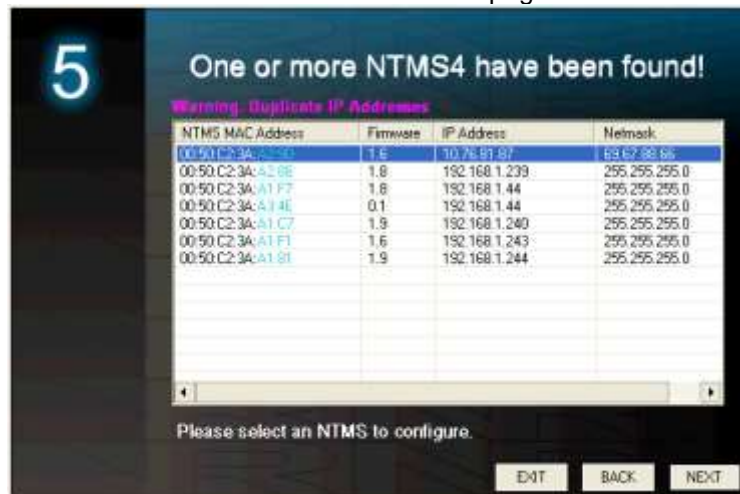 5
One or more NTMS4 have been found!
Warning. Duplicate IP Addresses
NTMS MAC Address Firmware IP Address Netmask
00:50:C2:3A: 1.6 10.76.91.87 69.67.88.66
00:50:C2:3A: 1.8 192.168.1.239 255.255.255.0
00:50:C2:3A:A1:F7 1.8 192.168.1.44 255.255.255.0
00:50:C2:3A:A3:4E 0.1 192.168.1.44 255.255.255.0
00:50:C2:3A:A1:C7 1.9 192.168.1.240 255.255.255.0
00:50:C2:3A:A1:F1 1.6 192.168.1.243 255.255.255.0
00:50:C2:3A:A1:81 1.9 192.168.1.244 255.255.255.0
Please select an NTMS to configure.
EXIT BACK NEXT